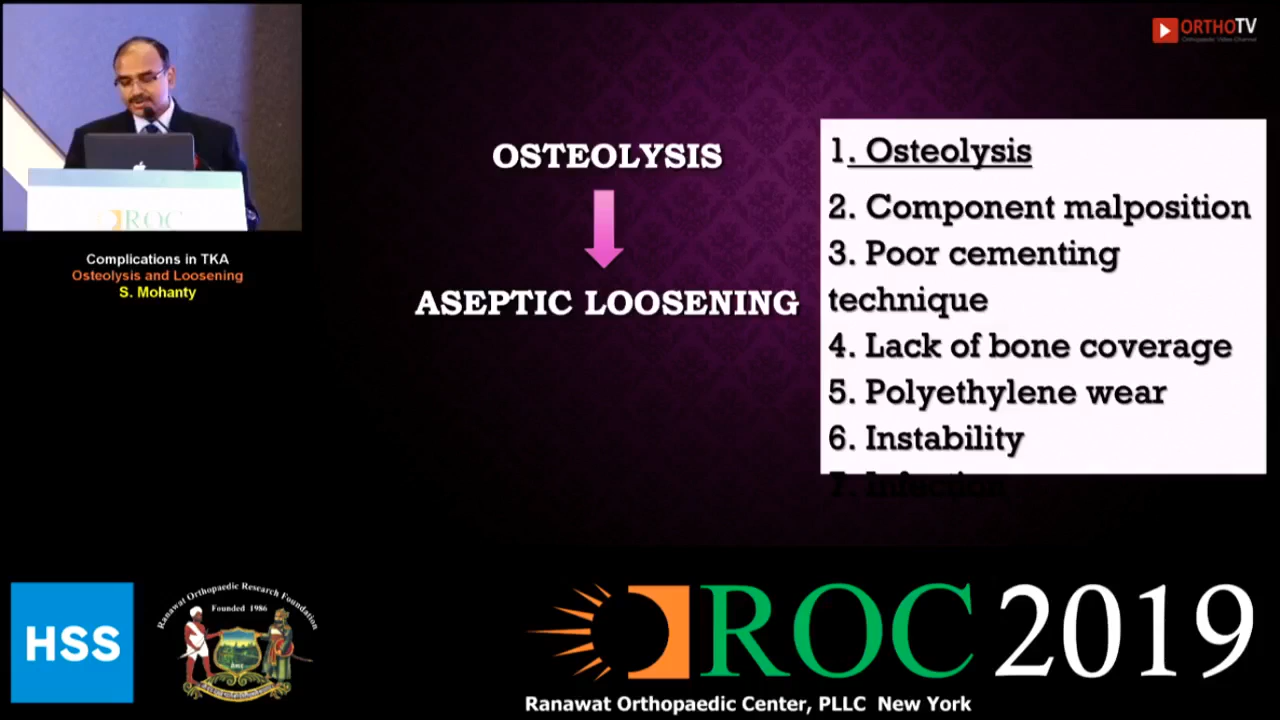 ORTHOTV
Orthopaedic Video Channel
OSTEOLYSIS
ASEPTIC LOOSENING
1. Osteolysis
2. Component malposition
3. Poor cementing
technique
4. Lack of bone coverage
5. Polyethylene wear
6. Instability
7. Infection
ROC
Complications in TKA
Osteolysis and Loosening
S. Mohanty
HSS
Ranawat Orthopaedic Research Foundation
Founded 1986
ROC 2019
Ranawat Orthopaedic Center, PLLC New York